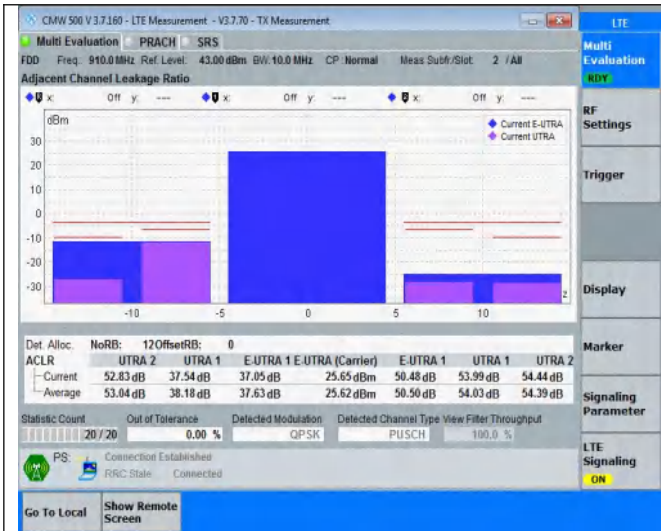 CMW 500 V 3.7.160 - LTE Measurement - V3.7.70 - TX Measurement
LTE
Multi Evaluation PRACH SRS
FDD Freq: 910.0 MHz Ref. Level: 43.00 dBm BW: 10.0 MHz CP: Normal Meas Subfr./Slot: 2 / All
Adjacent Channel Leakage Ratio
x: Off y: --- x: Off y: --- x: Off y: ---
dBm
Current E-UTRA
Current UTRA
30
20
10
0
-10
-20
-30
-10 -5 0 5 10
Det. Alloc. NoRB: 12 OffsetRB: 0
ACLR UTRA 2 UTRA 1 E-UTRA 1 E-UTRA (Carrier) E-UTRA 1 UTRA 1 UTRA 2
Current 52.83 dB 37.54 dB 37.05 dB 25.65 dBm 50.48 dB 53.99 dB 54.44 dB
Average 53.04 dB 38.18 dB 37.63 dB 25.62 dBm 50.50 dB 54.03 dB 54.39 dB
Statistic Count Out of Tolerance Detected Modulation Detected Channel Type View Filter Throughput
20 / 20 0.00 % QPSK PUSCH 100.0 %
PS: Connection Established
RRC State Connected
Multi
Evaluation
RDY
RF
Settings
Trigger
Display
Marker
Signaling
Parameter
LTE
Signaling
ON
Go To Local
Show Remote
Screen